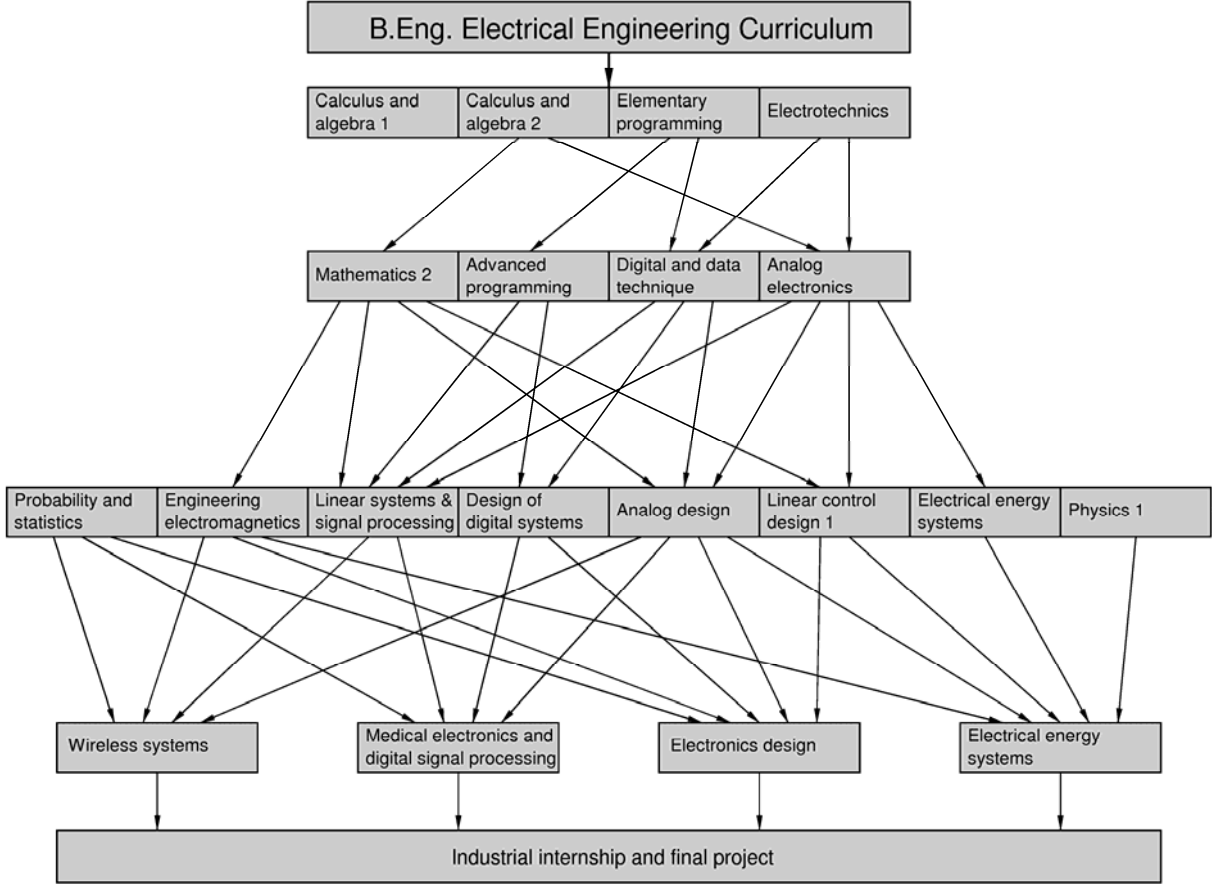 B.Eng. Electrical Engineering Curriculum
Calculus and
algebra 1
Calculus and
algebra 2
Elementary
programming
Electrotechnics
Mathematics 2
Advanced
programming
Digital and data
technique
Analog
electronics
Probability and
statistics
Engineering
electromagnetics
Linear systems &
signal processing
Design of
digital systems
Analog design
Linear control
design 1
Electrical energy
systems
Physics 1
Wireless systems
Medical electronics and
digital signal processing
Electronics design
Electrical energy
systems
Industrial internship and final project